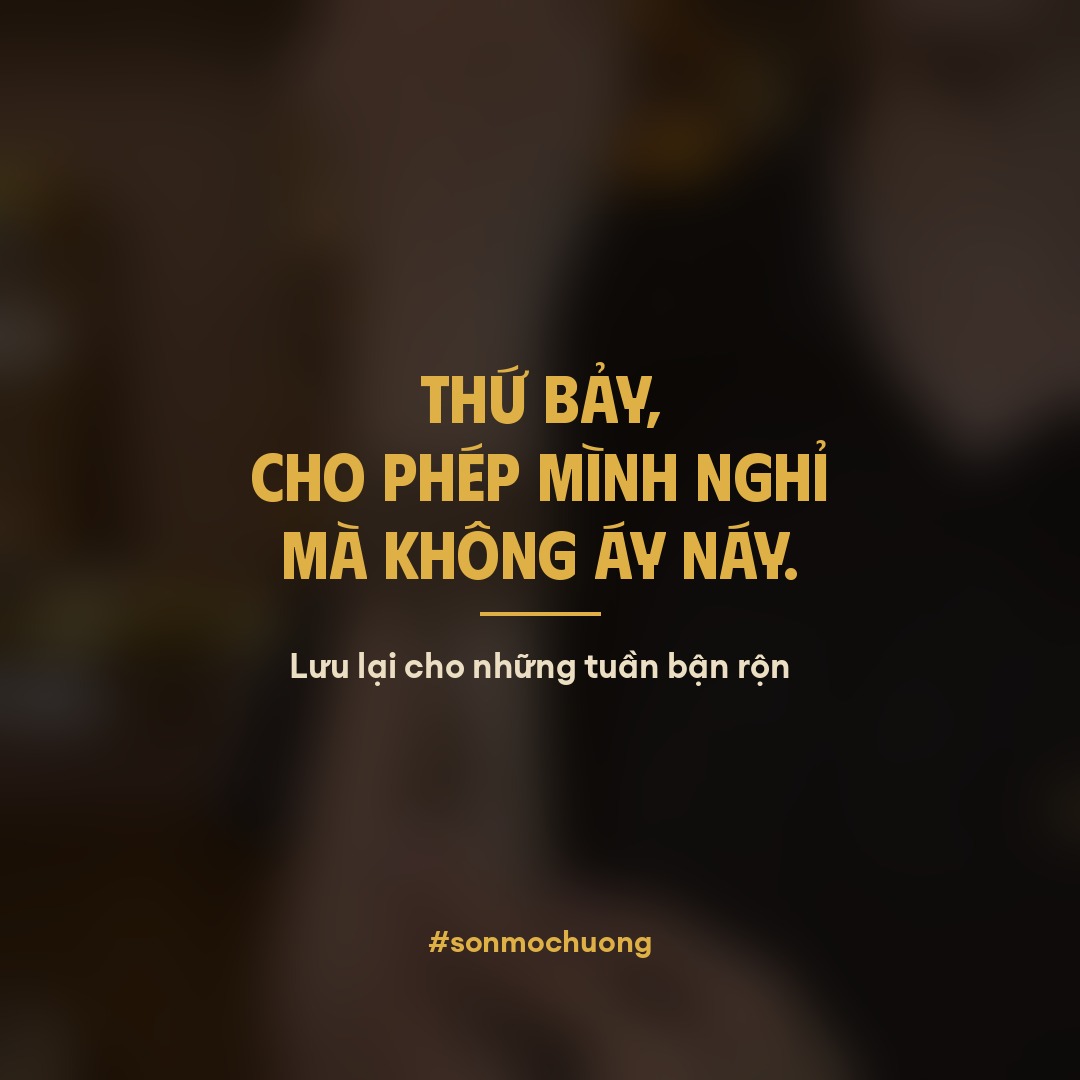 THỨ BẢY,
CHO PHÉP MÌNH NGHỈ
MÀ KHÔNG ÁY NÁY.
Lưu lại cho những tuần bận rộn
#sonmochuong